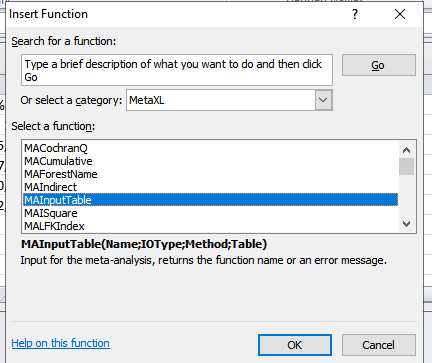 Insert Function
Search for a function:
Type a brief description of what you want to do and then click
Go
Go
Or select a category:
MetaXL
Select a function:
MACochranQ
MACumulative
MAForestName
MAIndirect
MAInputTable
MAISquare
MALFKIndex
MAInputTable(Name;IOType;Method;Table)
Input for the meta-analysis, returns the function name or an error message.
Help on this function
OK
Cancel